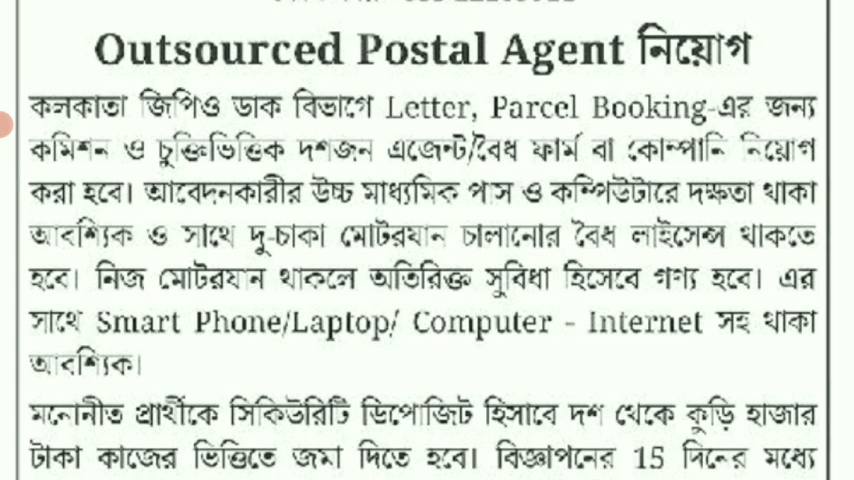 Outsourced Postal Agent নিয়োগ
কলকাতা জিপিও ডাক বিভাগে Letter, Parcel Booking-এর জন্য
কমিশন ও চুক্তিভিত্তিক দশজন এজেন্ট/বৈধ ফার্ম বা কোম্পানি নিয়োগ
করা হবে। আবেদনকারীর উচ্চ মাধ্যমিক পাস ও কম্পিউটারে দক্ষতা থাকা
আবশ্যিক ও সাথে দু-চাকা মোটরযান চালানোর বৈধ লাইসেন্স থাকতে
হবে। নিজ মোটরযান থাকলে অতিরিক্ত সুবিধা হিসেবে গণ্য হবে। এর
সাথে Smart Phone/Laptop/ Computer - Internet সহ থাকা
আবশ্যিক।
মনোনীত প্রার্থীকে সিকিউরিটি ডিপোজিট হিসাবে দশ থেকে কুড়ি হাজার
টাকা কাজের ভিত্তিতে জমা দিতে হবে। বিজ্ঞাপনের 15 দিনের মধ্যে